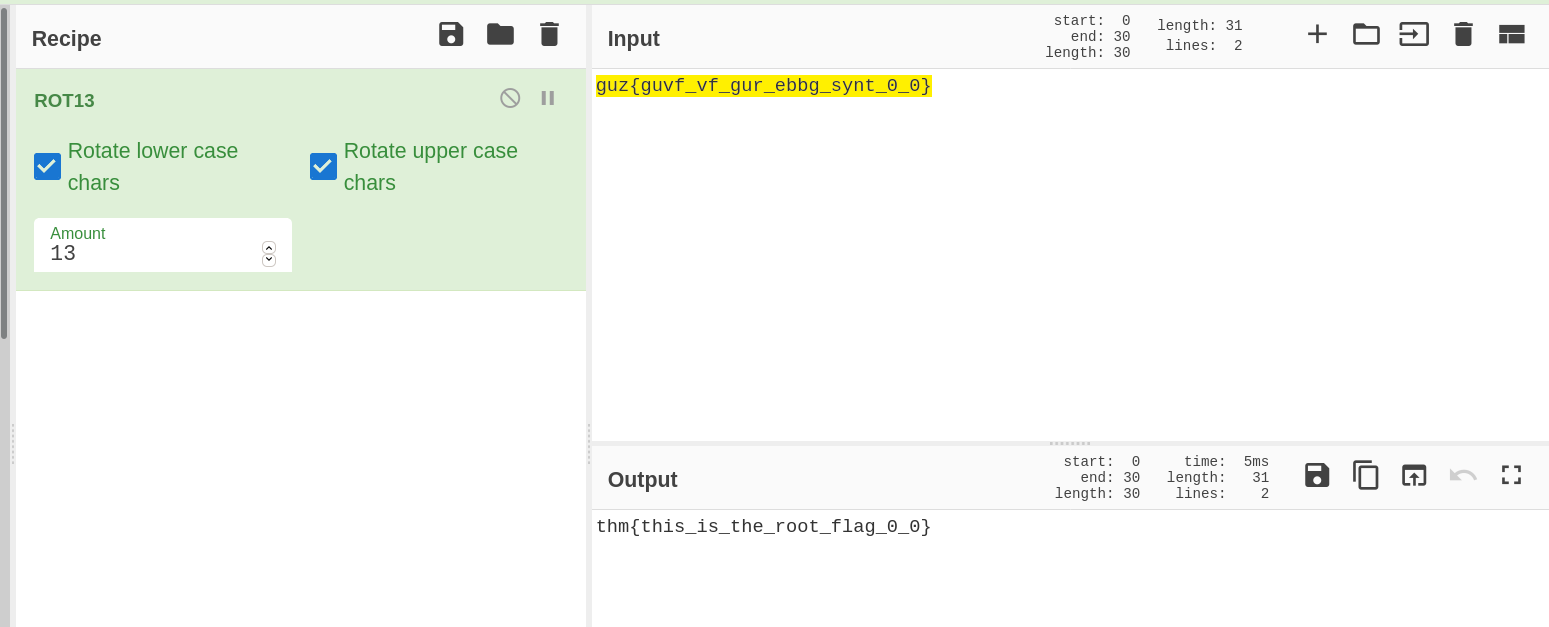 Recipe
ROT13
Rotate lower case
chars
Rotate upper case
chars
Amount
13
Input
start: 0
end: 30
length: 30
length: 31
lines: 2
guz{guvf_vf_gur_ebbg_synt_0_0}
Output
start: 0
end: 30
length: 30
time: 5ms
length: 31
lines: 2
thm{this_is_the_root_flag_0_0}